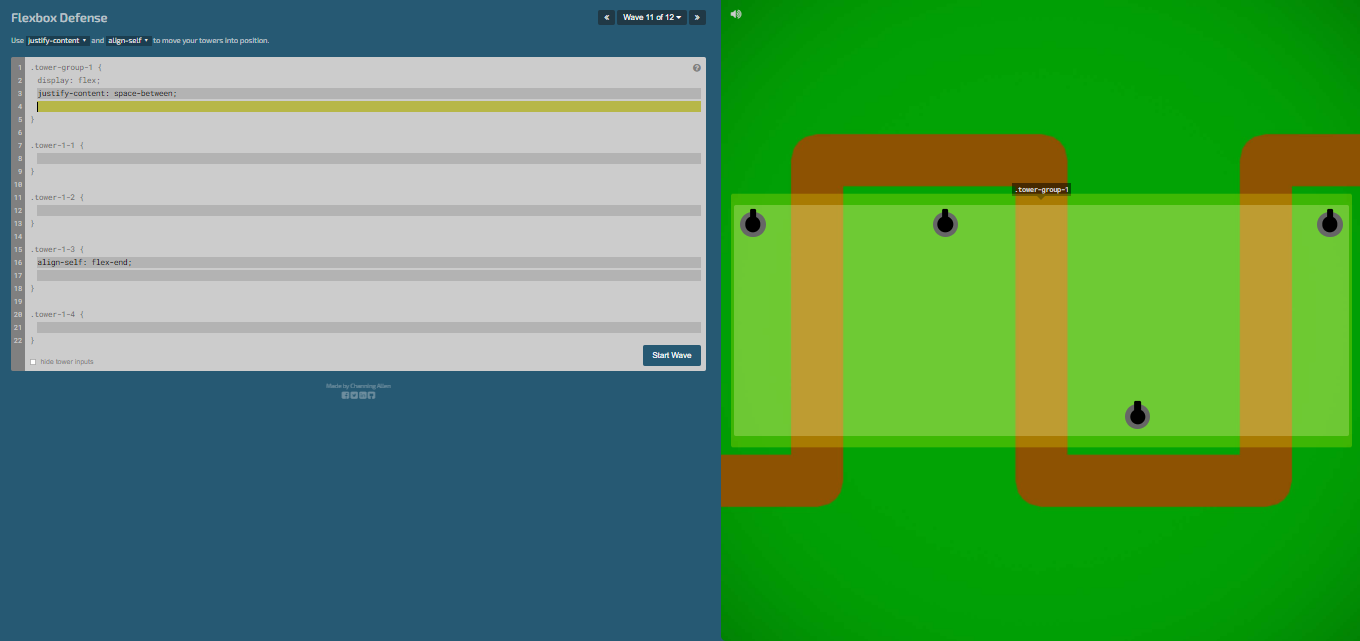 Flexbox Defense
« Wave 11 of 12 »
Use justify-content and align-self to move your towers into position.
1 .tower-group-1 {
2 display: flex;
3 justify-content: space-between;
4
5 }
6
7 .tower-1-1 {
8
9 }
10
11 .tower-1-2 {
12
13 }
14
15 .tower-1-3 {
16 align-self: flex-end;
17
18 }
19
20 .tower-1-4 {
21
22 }
hide tower inputs
Start Wave
Made by Channing Allen
.tower-group-1